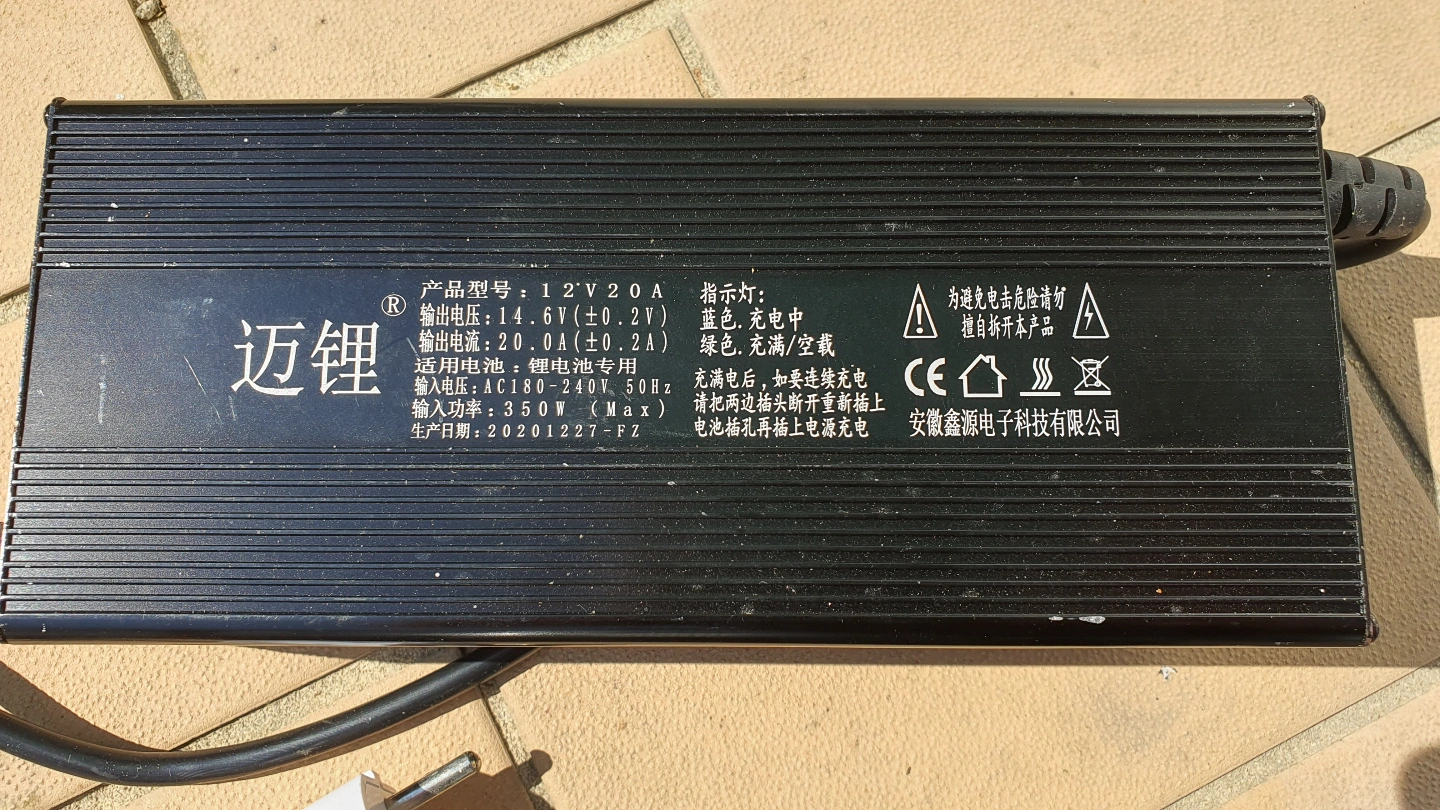 迈锂®
产品型号：12V20A
输出电压：14.6V(±0.2V)
输出电流：20.0A(±0.2A)
适用电池：锂电池专用
输入电压：AC180-240V 50Hz
输入功率：350W (Max)
生产日期：20201227-FZ
指示灯：
蓝色.充电中
绿色.充满/空载
充满电后,如要连续充电
请把两边插头断开重新插上
电池插孔再插上电源充电
为避免电击危险请勿
擅自拆开本产品
CE
安徽鑫源电子科技有限公司